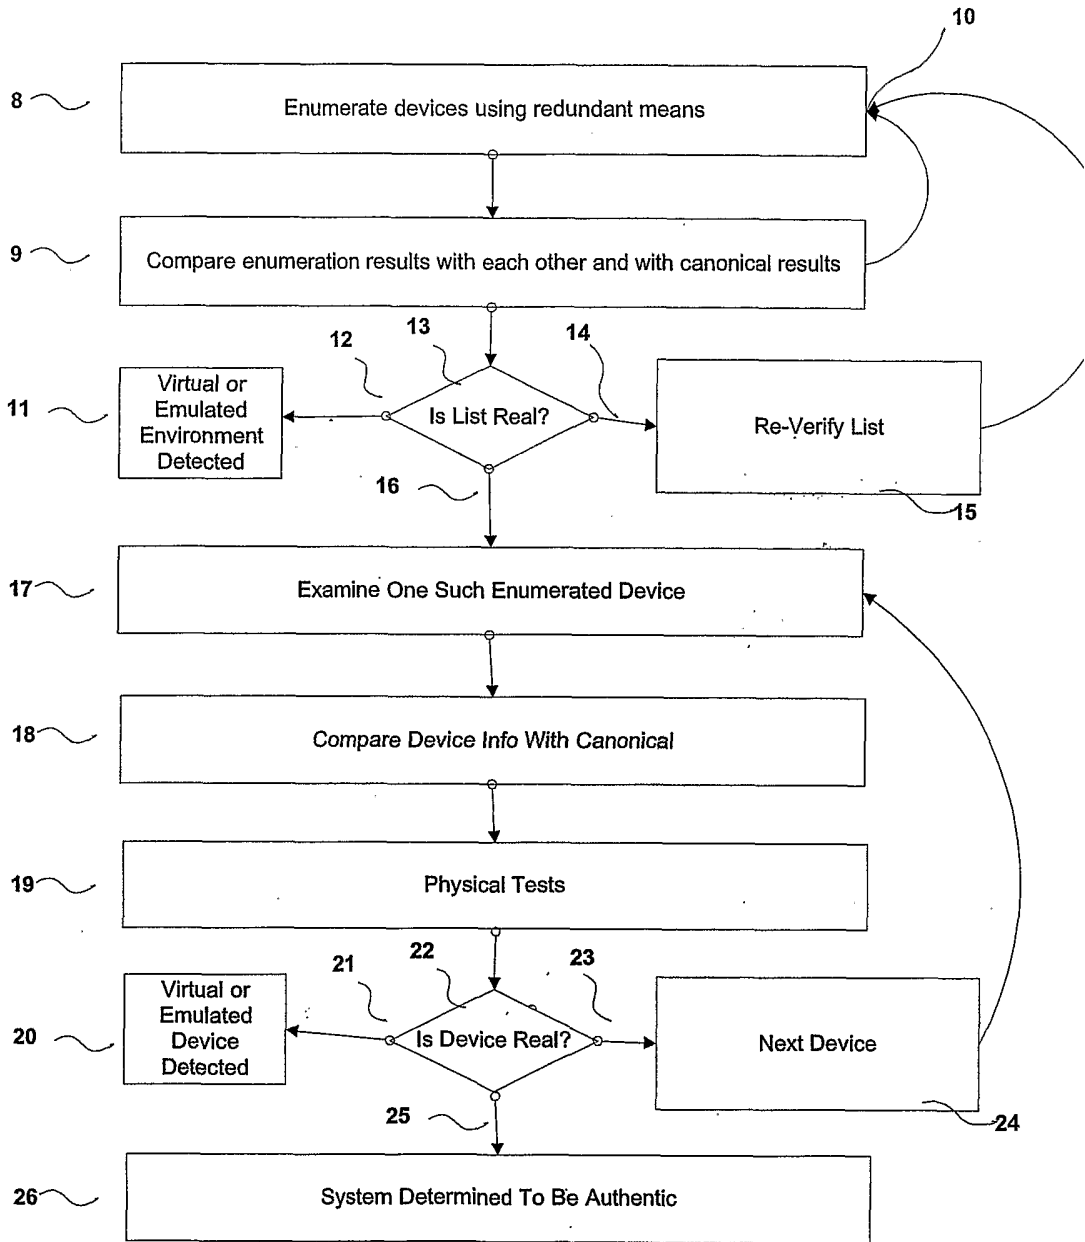 10
8
Enumerate devices using redundant means
9
Compare enumeration results with each other and with canonical results
12
13
14
11
Virtual or
Emulated
Environment
Detected
Is List Real?
Re-Verify List
16
15
17
Examine One Such Enumerated Device
18
Compare Device Info With Canonical
19
Physical Tests
21
22
23
20
Virtual or
Emulated
Device
Detected
Is Device Real?
Next Device
25
24
26
System Determined To Be Authentic